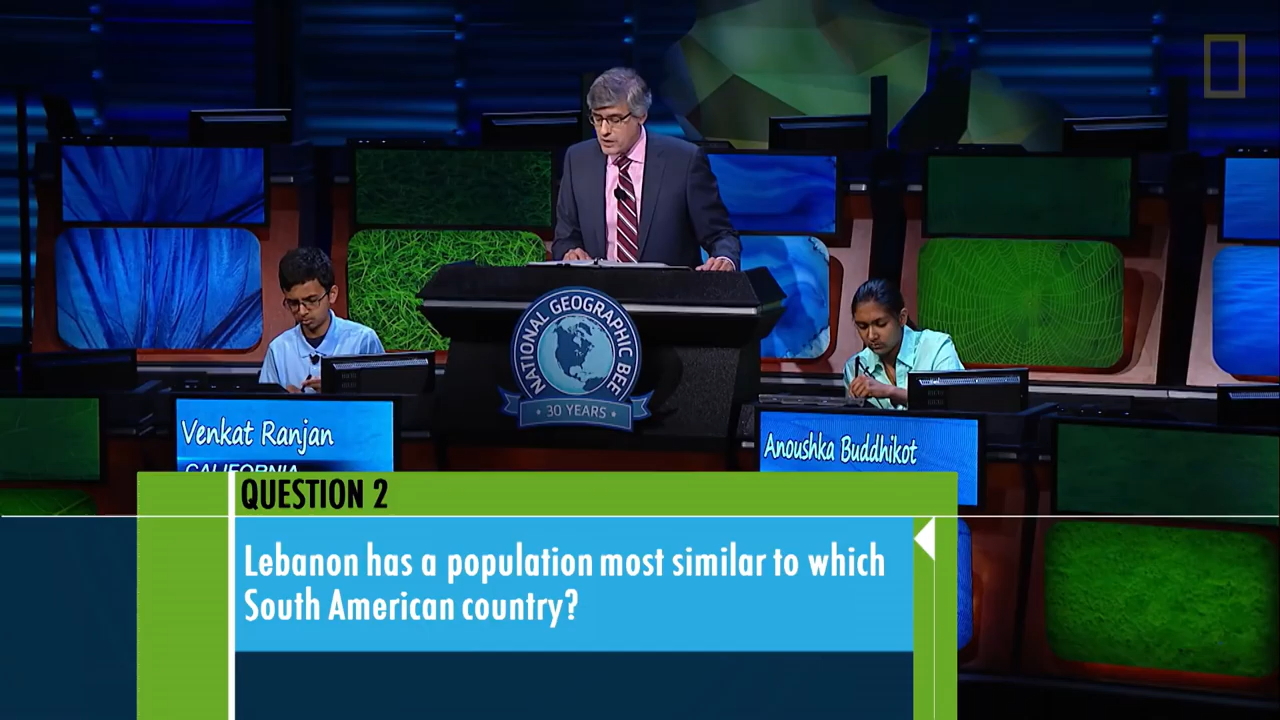 NATIONAL GEOGRAPHIC BEE
• 30 YEARS •
Venkat Ranjan
CALIFORNIA
Anoushka Buddhikot
QUESTION 2
Lebanon has a population most similar to which
South American country?